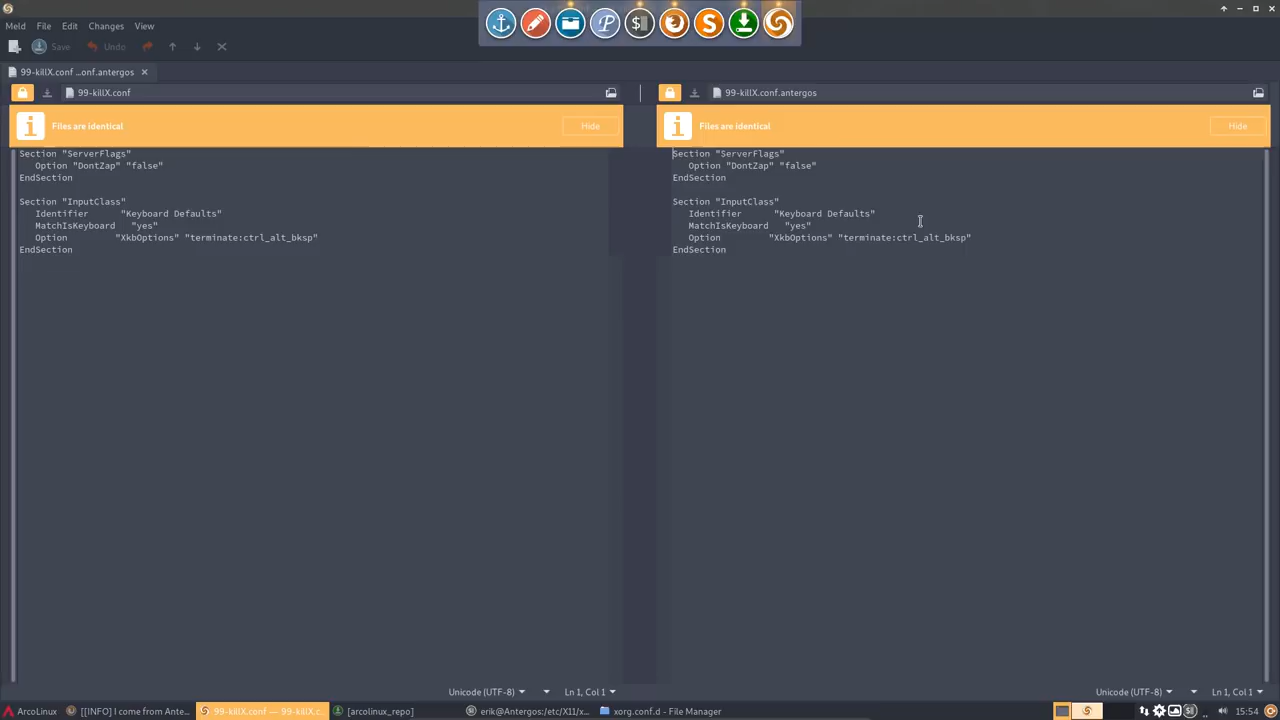 Meld File Edit Changes View
Save Undo
99-killX.conf ...onf.antergos
99-killX.conf
Files are identical Hide
Section "ServerFlags"
Option "DontZap" "false"
EndSection
Section "InputClass"
Identifier "Keyboard Defaults"
MatchIsKeyboard "yes"
Option "XkbOptions" "terminate:ctrl_alt_bksp"
EndSection
Unicode (UTF-8) Ln 1, Col 1
99-killX.conf.antergos
Files are identical Hide
Section "ServerFlags"
Option "DontZap" "false"
EndSection
Section "InputClass"
Identifier "Keyboard Defaults"
MatchIsKeyboard "yes"
Option "XkbOptions" "terminate:ctrl_alt_bksp"
EndSection
Unicode (UTF-8) Ln 1, Col 1
ArcoLinux [[INFO] I come from Ante... 99-killX.conf — 99-killX.c... [arcolinux_repo] erik@Antergos:/etc/X11/x... xorg.conf.d - File Manager 15:54